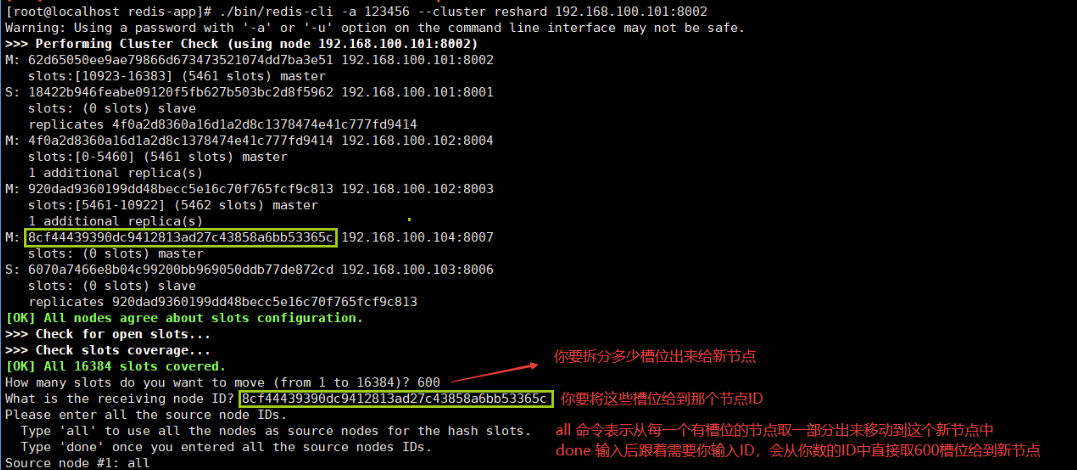 [root@localhost redis-app]# ./bin/redis-cli -a 123456 --cluster reshard 192.168.100.101:8002
Warning: Using a password with '-a' or '-u' option on the command line interface may not be safe.
>>> Performing Cluster Check (using node 192.168.100.101:8002)
M: 62d65050ee9ae79866d673473521074dd7ba3e51 192.168.100.101:8002
   slots:[10923-16383] (5461 slots) master
S: 18422b946feabe09120f5fb627b503bc2d8f5962 192.168.100.101:8001
   slots: (0 slots) slave
   replicates 4f0a2d8360a16d1a2d8c1378474e41c777fd9414
M: 4f0a2d8360a16d1a2d8c1378474e41c777fd9414 192.168.100.102:8004
   slots:[0-5460] (5461 slots) master
   1 additional replica(s)
M: 920dad9360199dd48becc5e16c70f765fcf9c813 192.168.100.102:8003
   slots:[5461-10922] (5462 slots) master
   1 additional replica(s)
M: 8cf44439390dc9412813ad27c43858a6bb53365c 192.168.100.104:8007
   slots: (0 slots) master
S: 6070a7466e8b04c99200bb969050ddb77de872cd 192.168.100.103:8006
   slots: (0 slots) slave
   replicates 920dad9360199dd48becc5e16c70f765fcf9c813
[OK] All nodes agree about slots configuration.
>>> Check for open slots...
>>> Check slots coverage...
[OK] All 16384 slots covered.
你要拆分多少槽位出来给新节点
How many slots do you want to move (from 1 to 16384)? 600
What is the receiving node ID? 8cf44439390dc9412813ad27c43858a6bb53365c
你要将这些槽位给到那个节点ID
Please enter all the source node IDs.
  Type 'all' to use all the nodes as source nodes for the hash slots.
  Type 'done' once you entered all the source nodes IDs.
Source node #1: all
all 命令表示从每一个有槽位的节点取一部分出来移动到这个新节点中
done 输入后跟着需要你输入ID，会从你数的ID中直接取600槽位给到新节点